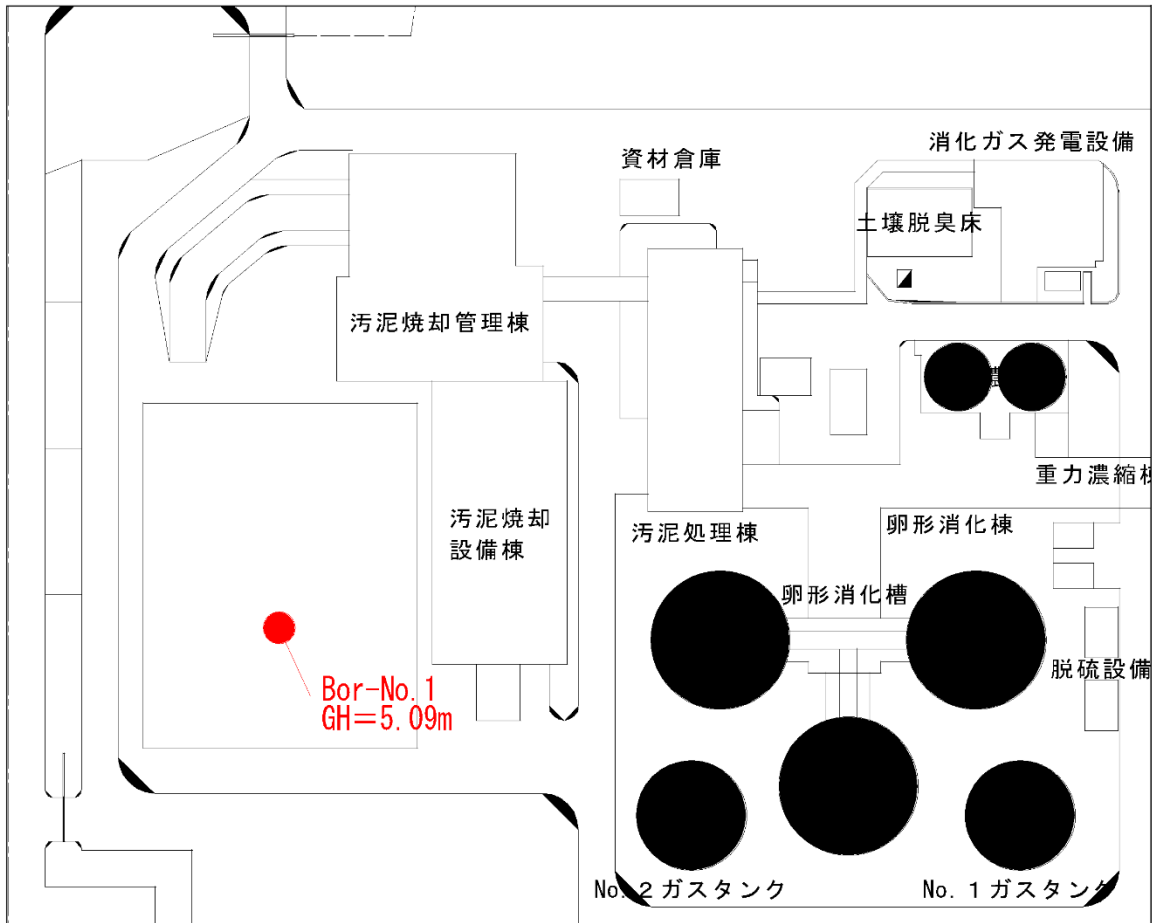 消化ガス発電設備
資材倉庫
土壌脱臭床
汚泥焼却管理棟
重力濃縮棟
汚泥焼却
設備棟
汚泥処理棟
卵形消化棟
卵形消化槽
脱硫設備
Bor-No.1
GH=5.09m
No.2ガスタンク
No.1ガスタンク